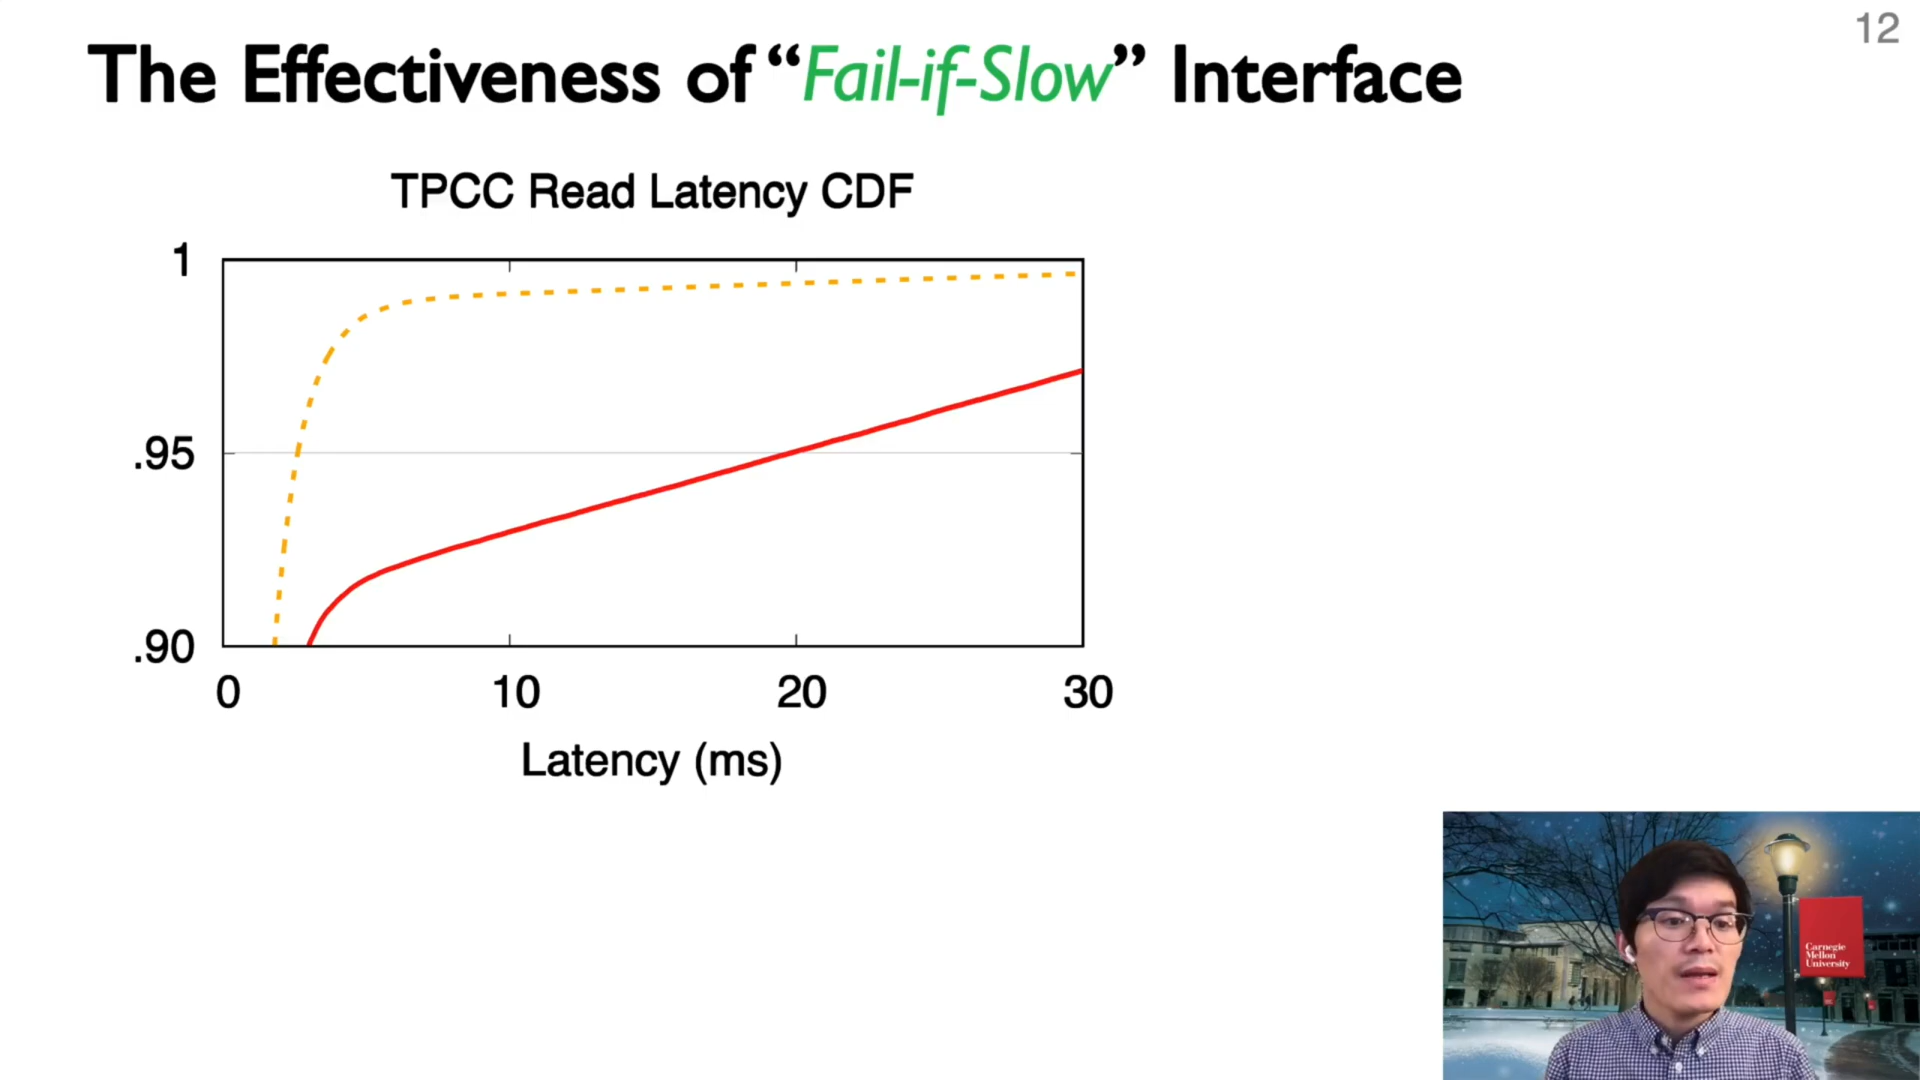 12
The Effectiveness of “Fail-if-Slow” Interface
TPCC Read Latency CDF
1
.95
.90
0 10 20 30
Latency (ms)
Carnegie
Mellon
University